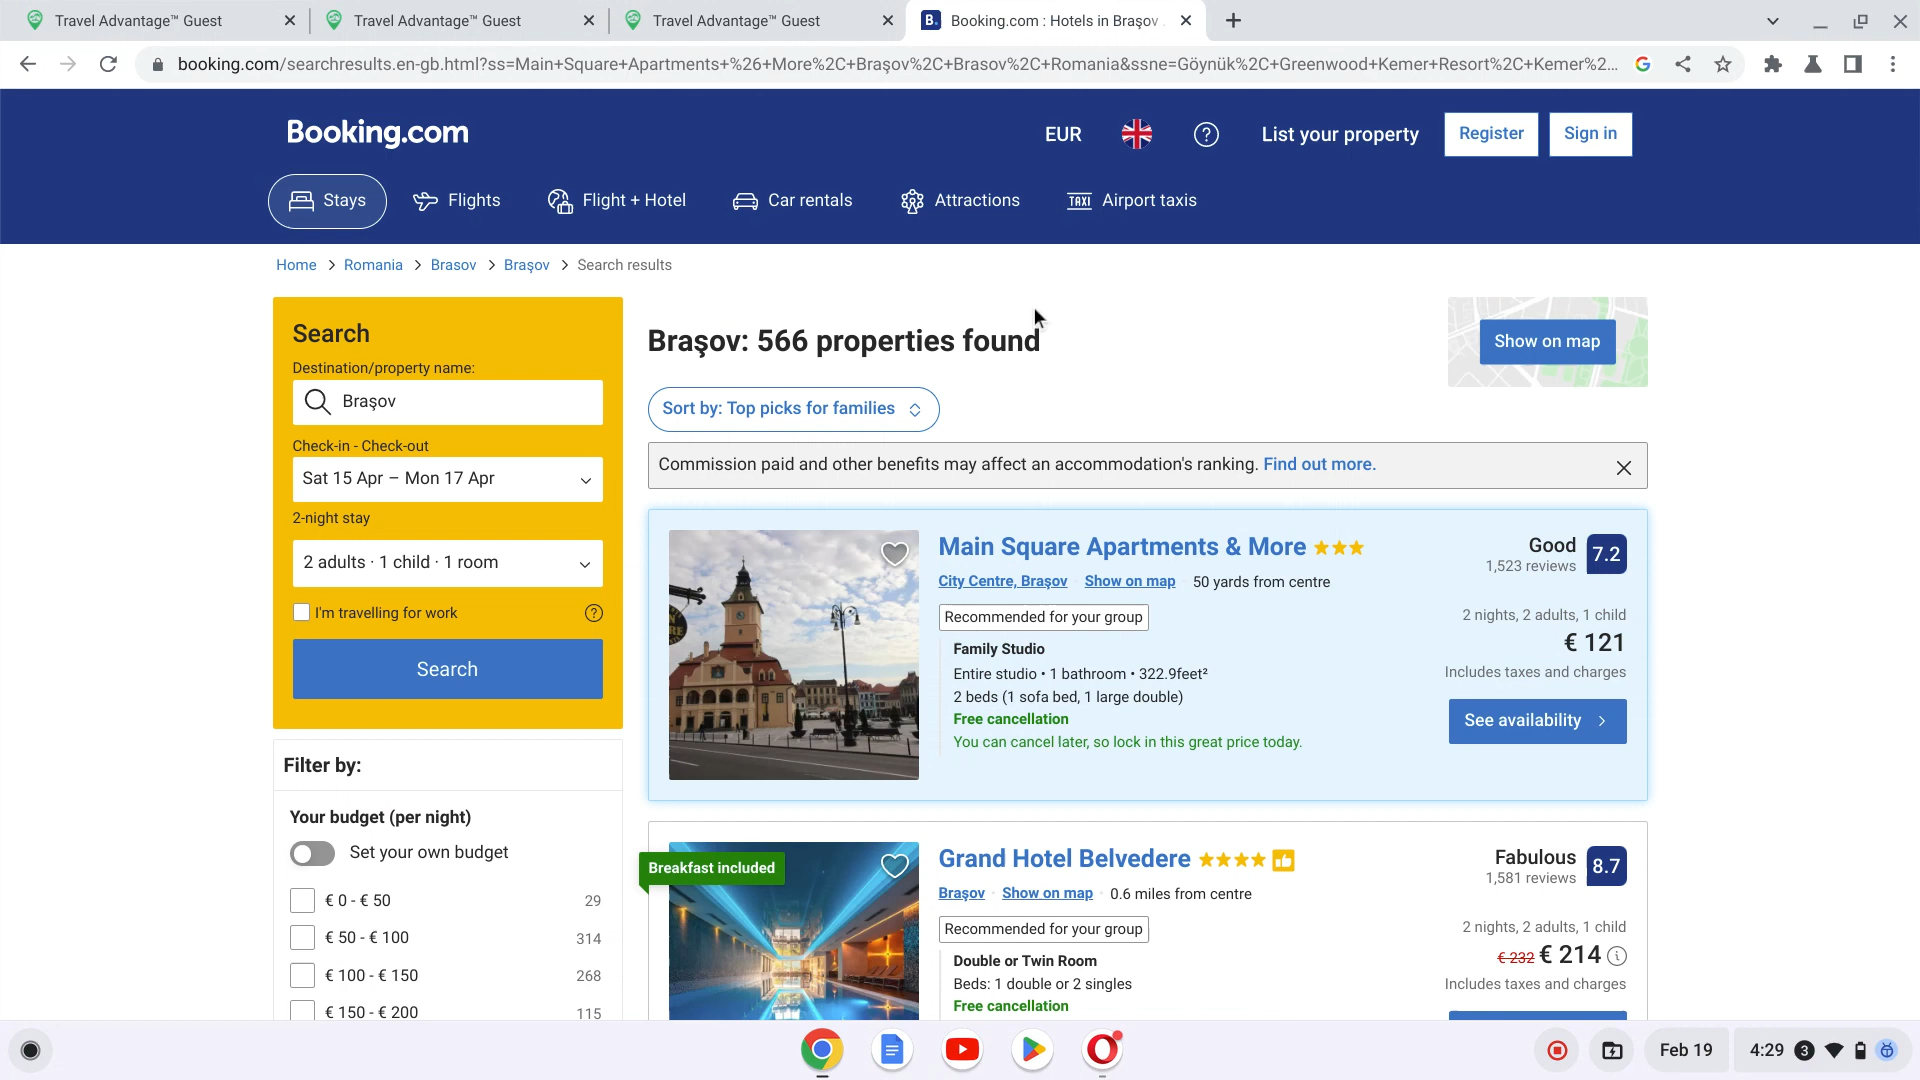 Travel Advantage™ Guest
Travel Advantage™ Guest
Travel Advantage™ Guest
B. Booking.com : Hotels in Braşov
booking.com/searchresults.en-gb.html?ss=Main+Square+Apartments+%26+More%2C+Braşov%2C+Brasov%2C+Romania&ssne=Göynük%2C+Greenwood+Kemer+Resort%2C+Kemer%2...
Booking.com
EUR
List your property
Register
Sign in
Stays
Flights
Flight + Hotel
Car rentals
TAXI Airport taxis
Attractions
Home > Romania > Brasov > Braşov > Search results
Search
Destination/property name:
Braşov
Check-in - Check-out
Sat 15 Apr – Mon 17 Apr
2-night stay
2 adults · 1 child · 1 room
I'm travelling for work
Search
Filter by:
Your budget (per night)
Set your own budget
€ 0 - € 50 29
€ 50 - € 100 314
€ 100 - € 150 268
€ 150 - € 200 115
Braşov: 566 properties found
Show on map
Sort by: Top picks for families
Commission paid and other benefits may affect an accommodation's ranking. Find out more.
Main Square Apartments & More
City Centre, Braşov Show on map 50 yards from centre
Recommended for your group
Family Studio
Entire studio • 1 bathroom • 322.9feet²
2 beds (1 sofa bed, 1 large double)
Free cancellation
You can cancel later, so lock in this great price today.
Good 7.2
1,523 reviews
2 nights, 2 adults, 1 child
€ 121
Includes taxes and charges
See availability
Breakfast included
Grand Hotel Belvedere
Braşov Show on map 0.6 miles from centre
Recommended for your group
Double or Twin Room
Beds: 1 double or 2 singles
Free cancellation
Fabulous 8.7
1,581 reviews
2 nights, 2 adults, 1 child
€ 232 € 214
Includes taxes and charges
Feb 19
4:29 3